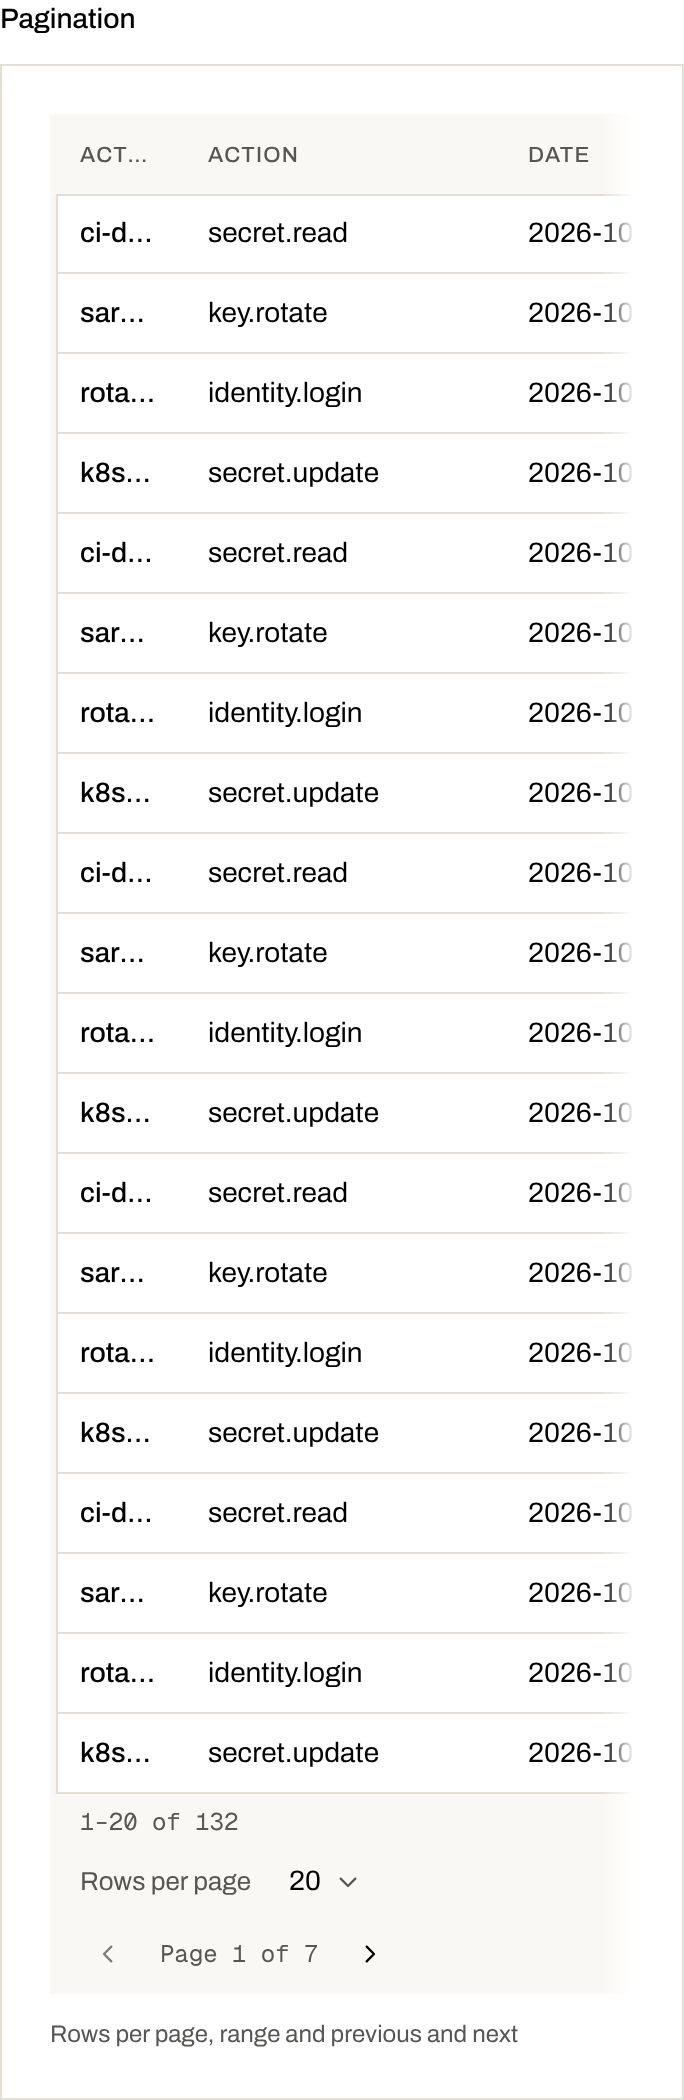 Pagination
ACT... ACTION DATE
ci-d... secret.read 2026-10
sar... key.rotate 2026-10
rota... identity.login 2026-10
k8s... secret.update 2026-10
ci-d... secret.read 2026-10
sar... key.rotate 2026-10
rota... identity.login 2026-10
k8s... secret.update 2026-10
ci-d... secret.read 2026-10
sar... key.rotate 2026-10
rota... identity.login 2026-10
k8s... secret.update 2026-10
ci-d... secret.read 2026-10
sar... key.rotate 2026-10
rota... identity.login 2026-10
k8s... secret.update 2026-10
ci-d... secret.read 2026-10
sar... key.rotate 2026-10
rota... identity.login 2026-10
k8s... secret.update 2026-10
1–20 of 132
Rows per page 20
Page 1 of 7
Rows per page, range and previous and next